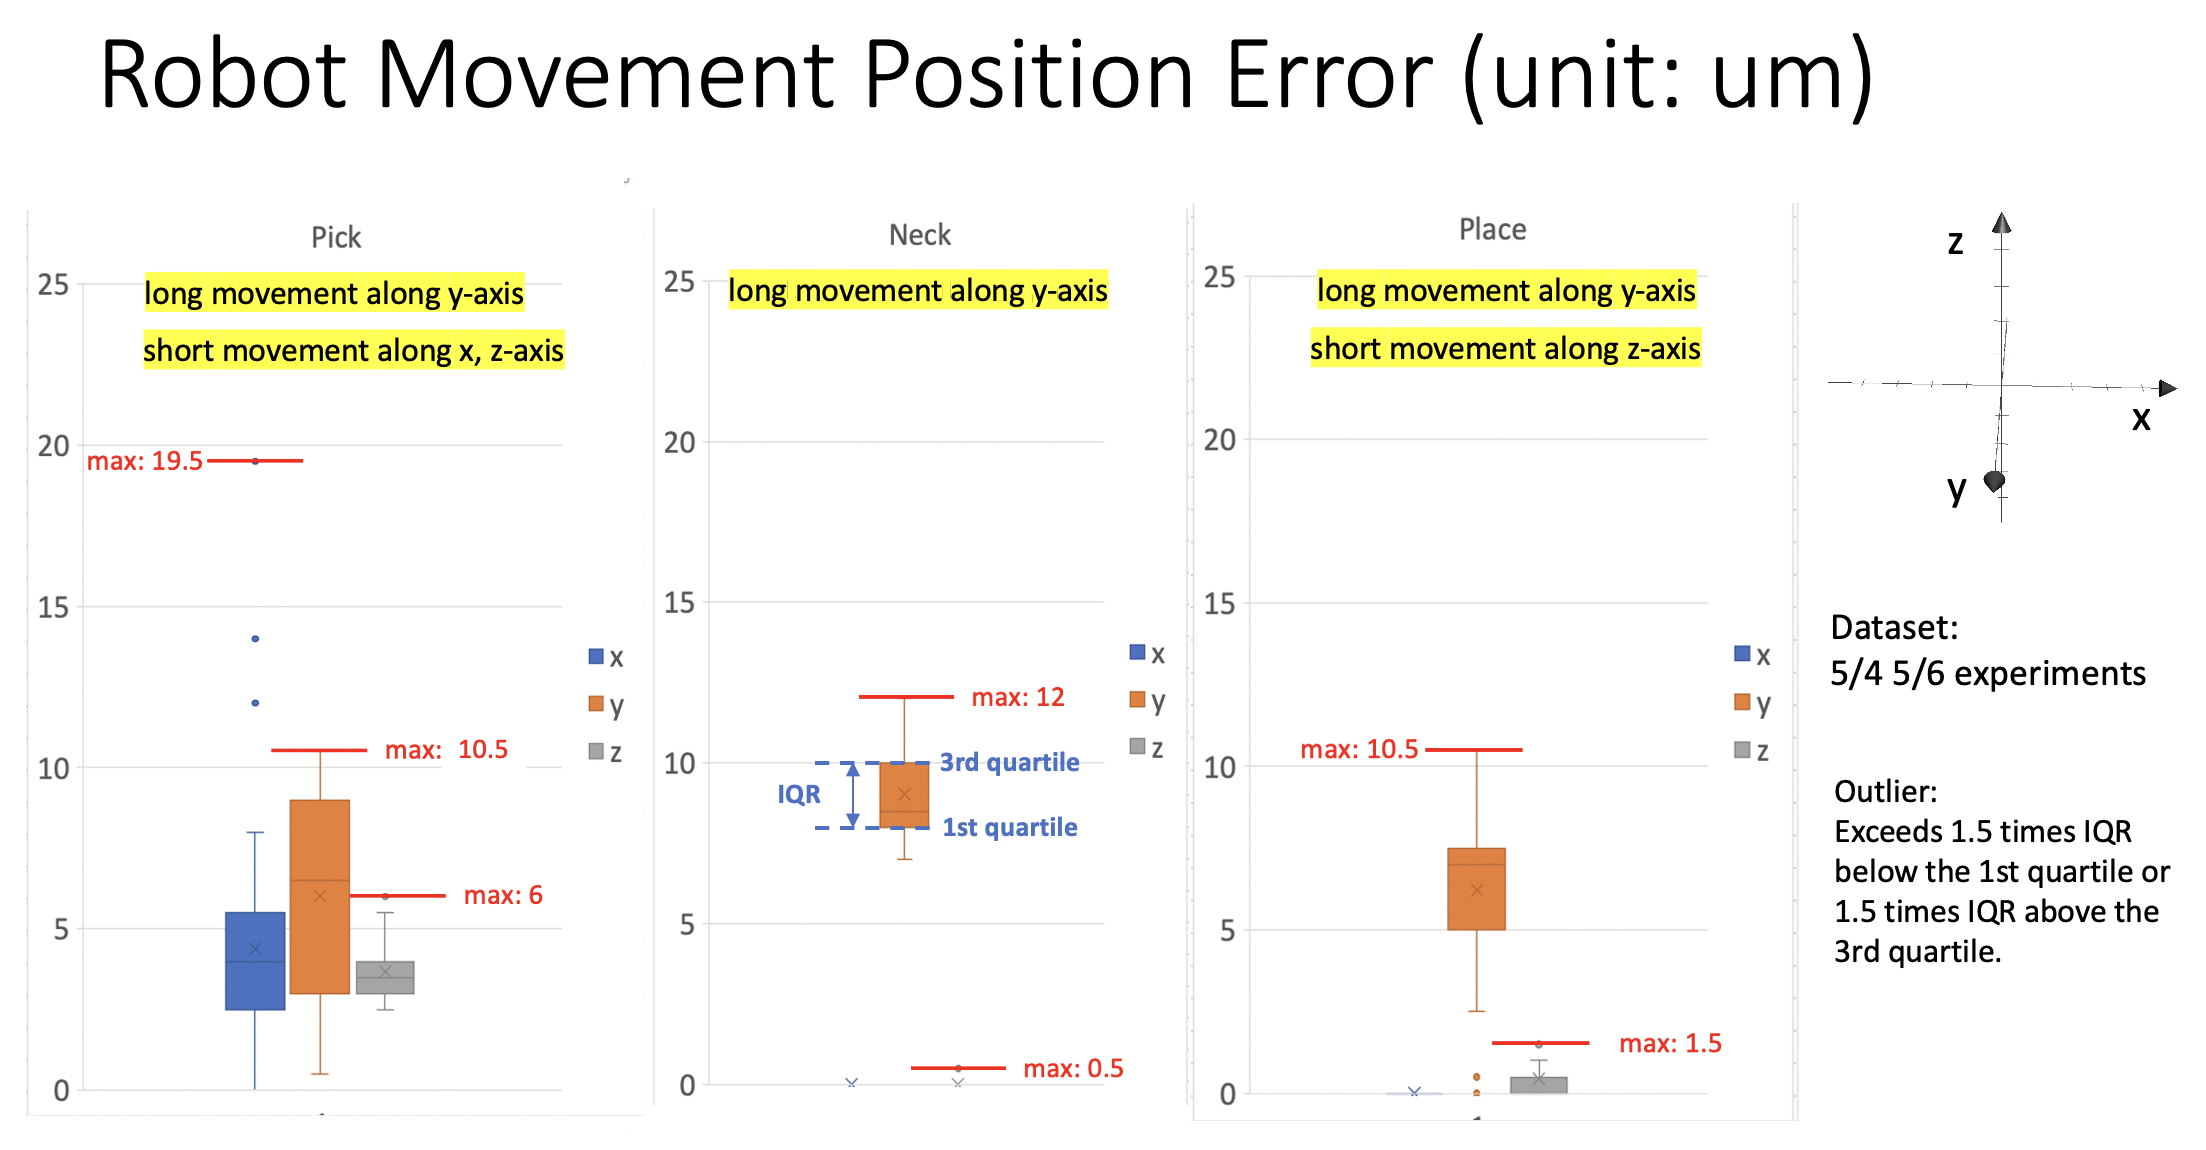 Robot Movement Position Error (unit: um)
Pick
25
long movement along y-axis
short movement along x, z-axis
20
max: 19.5
15
x
y
z
max: 10.5
10
max: 6
5
0
Neck
25
long movement along y-axis
20
15
x
y
z
max: 12
10
3rd quartile
IQR
1st quartile
5
max: 0.5
0
Place
25
long movement along y-axis
short movement along z-axis
20
15
x
y
z
max: 10.5
10
5
max: 1.5
0
z
x
y
Dataset:
5/4 5/6 experiments
Outlier:
Exceeds 1.5 times IQR
below the 1st quartile or
1.5 times IQR above the
3rd quartile.